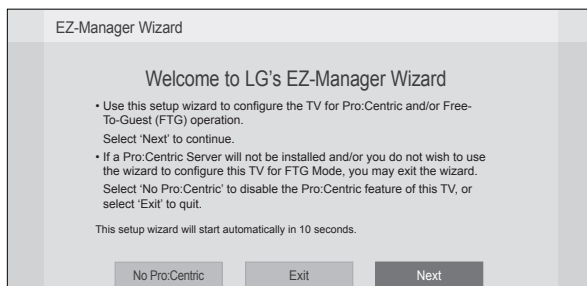 EZ-Manager Wizard
Welcome to LG's EZ-Manager Wizard
• Use this setup wizard to configure the TV for Pro:Centric and/or Free-
To-Guest (FTG) operation.
Select 'Next' to continue.
• If a Pro:Centric Server will not be installed and/or you do not wish to use
the wizard to configure this TV for FTG Mode, you may exit the wizard.
Select 'No Pro:Centric' to disable the Pro:Centric feature of this TV, or
select 'Exit' to quit.
This setup wizard will start automatically in 10 seconds.
No Pro:Centric Exit Next